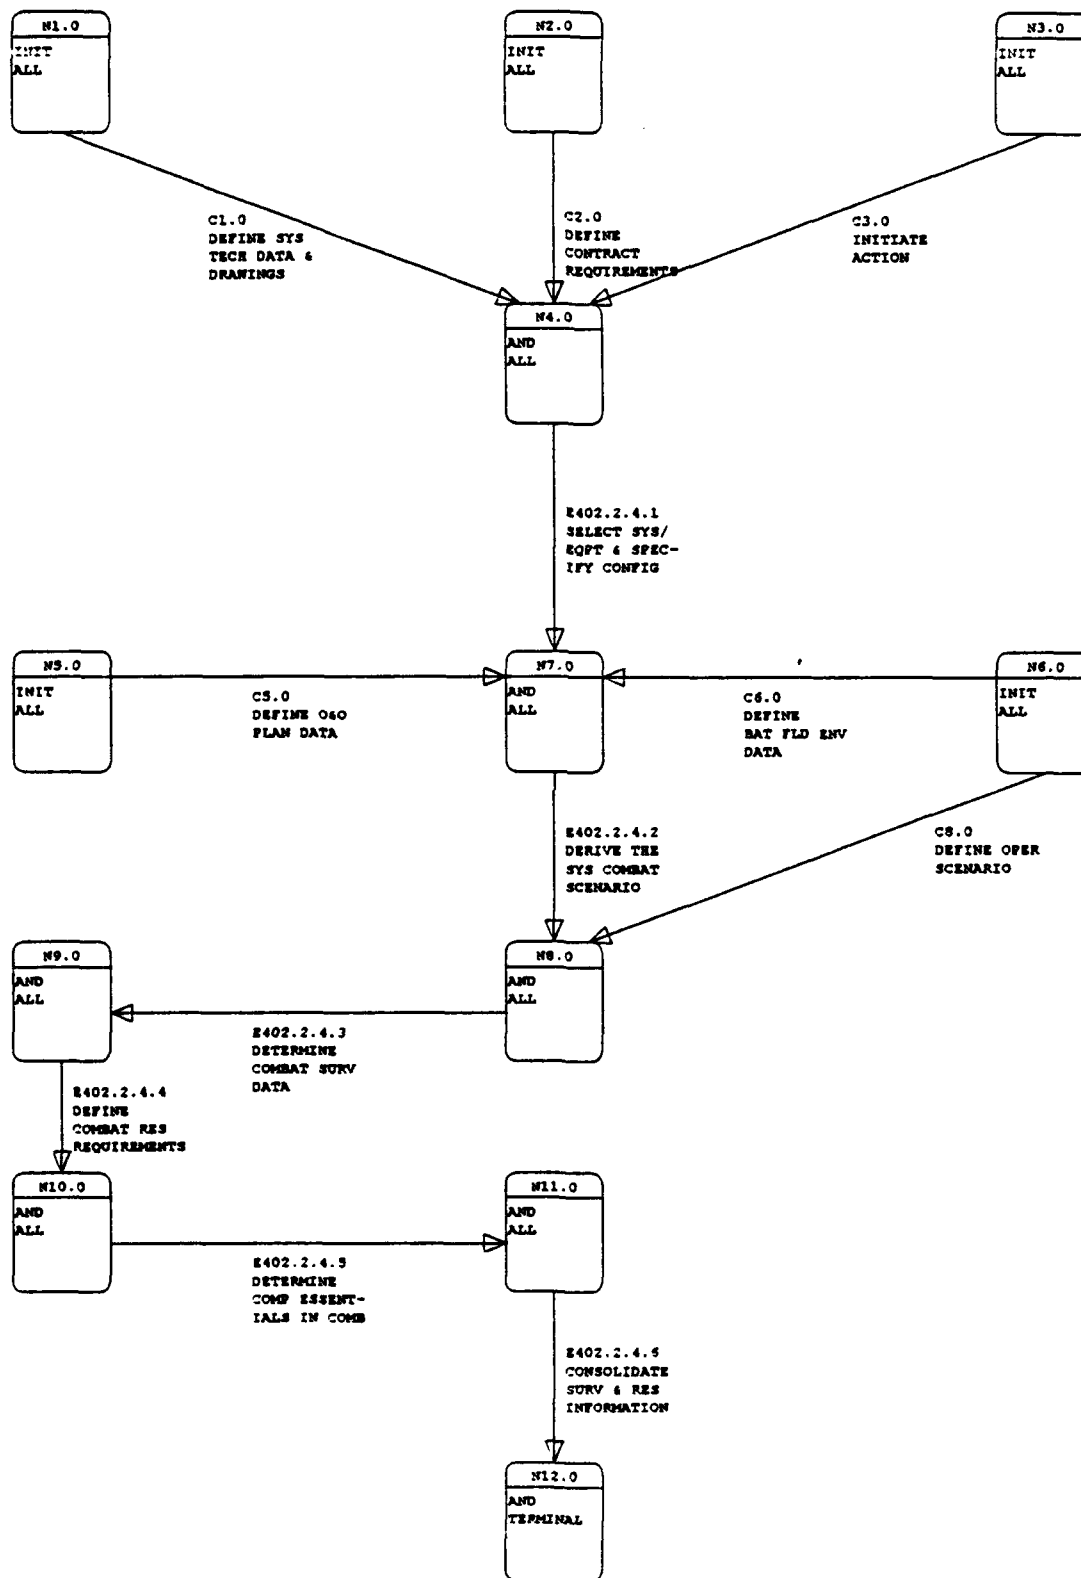 N1.0
INIT
ALL
N2.0
INIT
ALL
N3.0
INIT
ALL
C1.0
DEFINE SYS
TECH DATA &
DRAWINGS
C2.0
DEFINE
CONTRACT
REQUIREMENTS
C3.0
INITIATE
ACTION
N4.0
AND
ALL
E402.2.4.1
SELECT SYS/
EQPT & SPEC-
IFY CONFIG
N5.0
INIT
ALL
C5.0
DEFINE O&O
PLAN DATA
N7.0
AND
ALL
C6.0
DEFINE
BAT FLD ENV
DATA
N6.0
INIT
ALL
E402.2.4.2
DERIVE THE
SYS COMBAT
SCENARIO
C8.0
DEFINE OPER
SCENARIO
N9.0
AND
ALL
N8.0
AND
ALL
E402.2.4.3
DETERMINE
COMBAT SURV
DATA
E402.2.4.4
DEFINE
COMBAT RES
REQUIREMENTS
N10.0
AND
ALL
N11.0
AND
ALL
E402.2.4.5
DETERMINE
COMP ESSENT-
IALS IN COMB
E402.2.4.6
CONSOLIDATE
SURV & RES
INFORMATION
N12.0
AND
TERMINAL